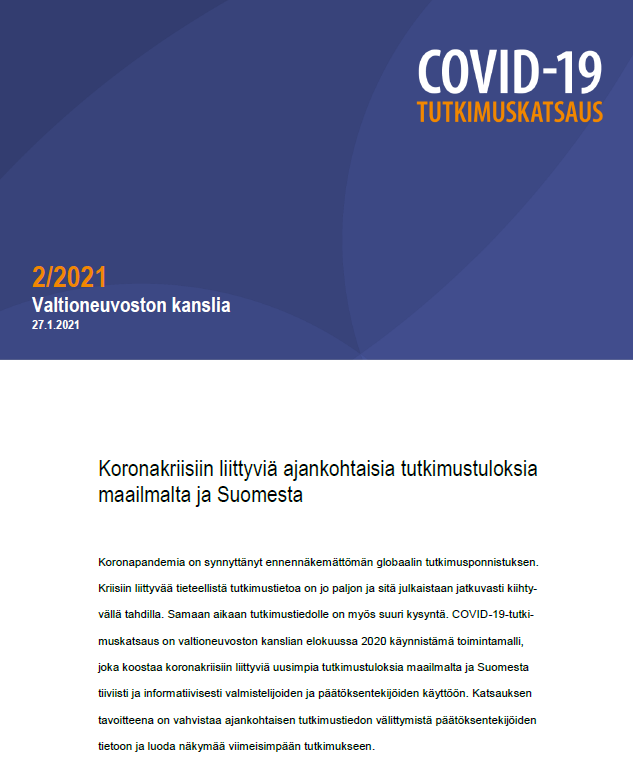 COVID-19
TUTKIMUSKATSAUS
2/2021
Valtioneuvoston kanslia
27.1.2021
Koronakriisiin liittyviä ajankohtaisia tutkimustuloksia
maailmalta ja Suomesta
Koronapandemia on synnyttänyt ennennäkemättömän globaalin tutkimusponnistuksen.
Kriisiin liittyvää tieteellistä tutkimustietoa on jo paljon ja sitä julkaistaan jatkuvasti kiihty-
vällä tahdilla. Samaan aikaan tutkimustiedolle on myös suuri kysyntä. COVID-19-tutki-
muskatsaus on valtioneuvoston kanslian elokuussa 2020 käynnistämä toimintamalli,
joka koostaa koronakriisiin liittyviä uusimpia tutkimustuloksia maailmalta ja Suomesta
tiiviisti ja informatiivisesti valmistelijoiden ja päätöksentekijöiden käyttöön. Katsauksen
tavoitteena on vahvistaa ajankohtaisen tutkimustiedon välittymistä päätöksentekijöiden
tietoon ja luoda näkymää viimeisimpään tutkimukseen.